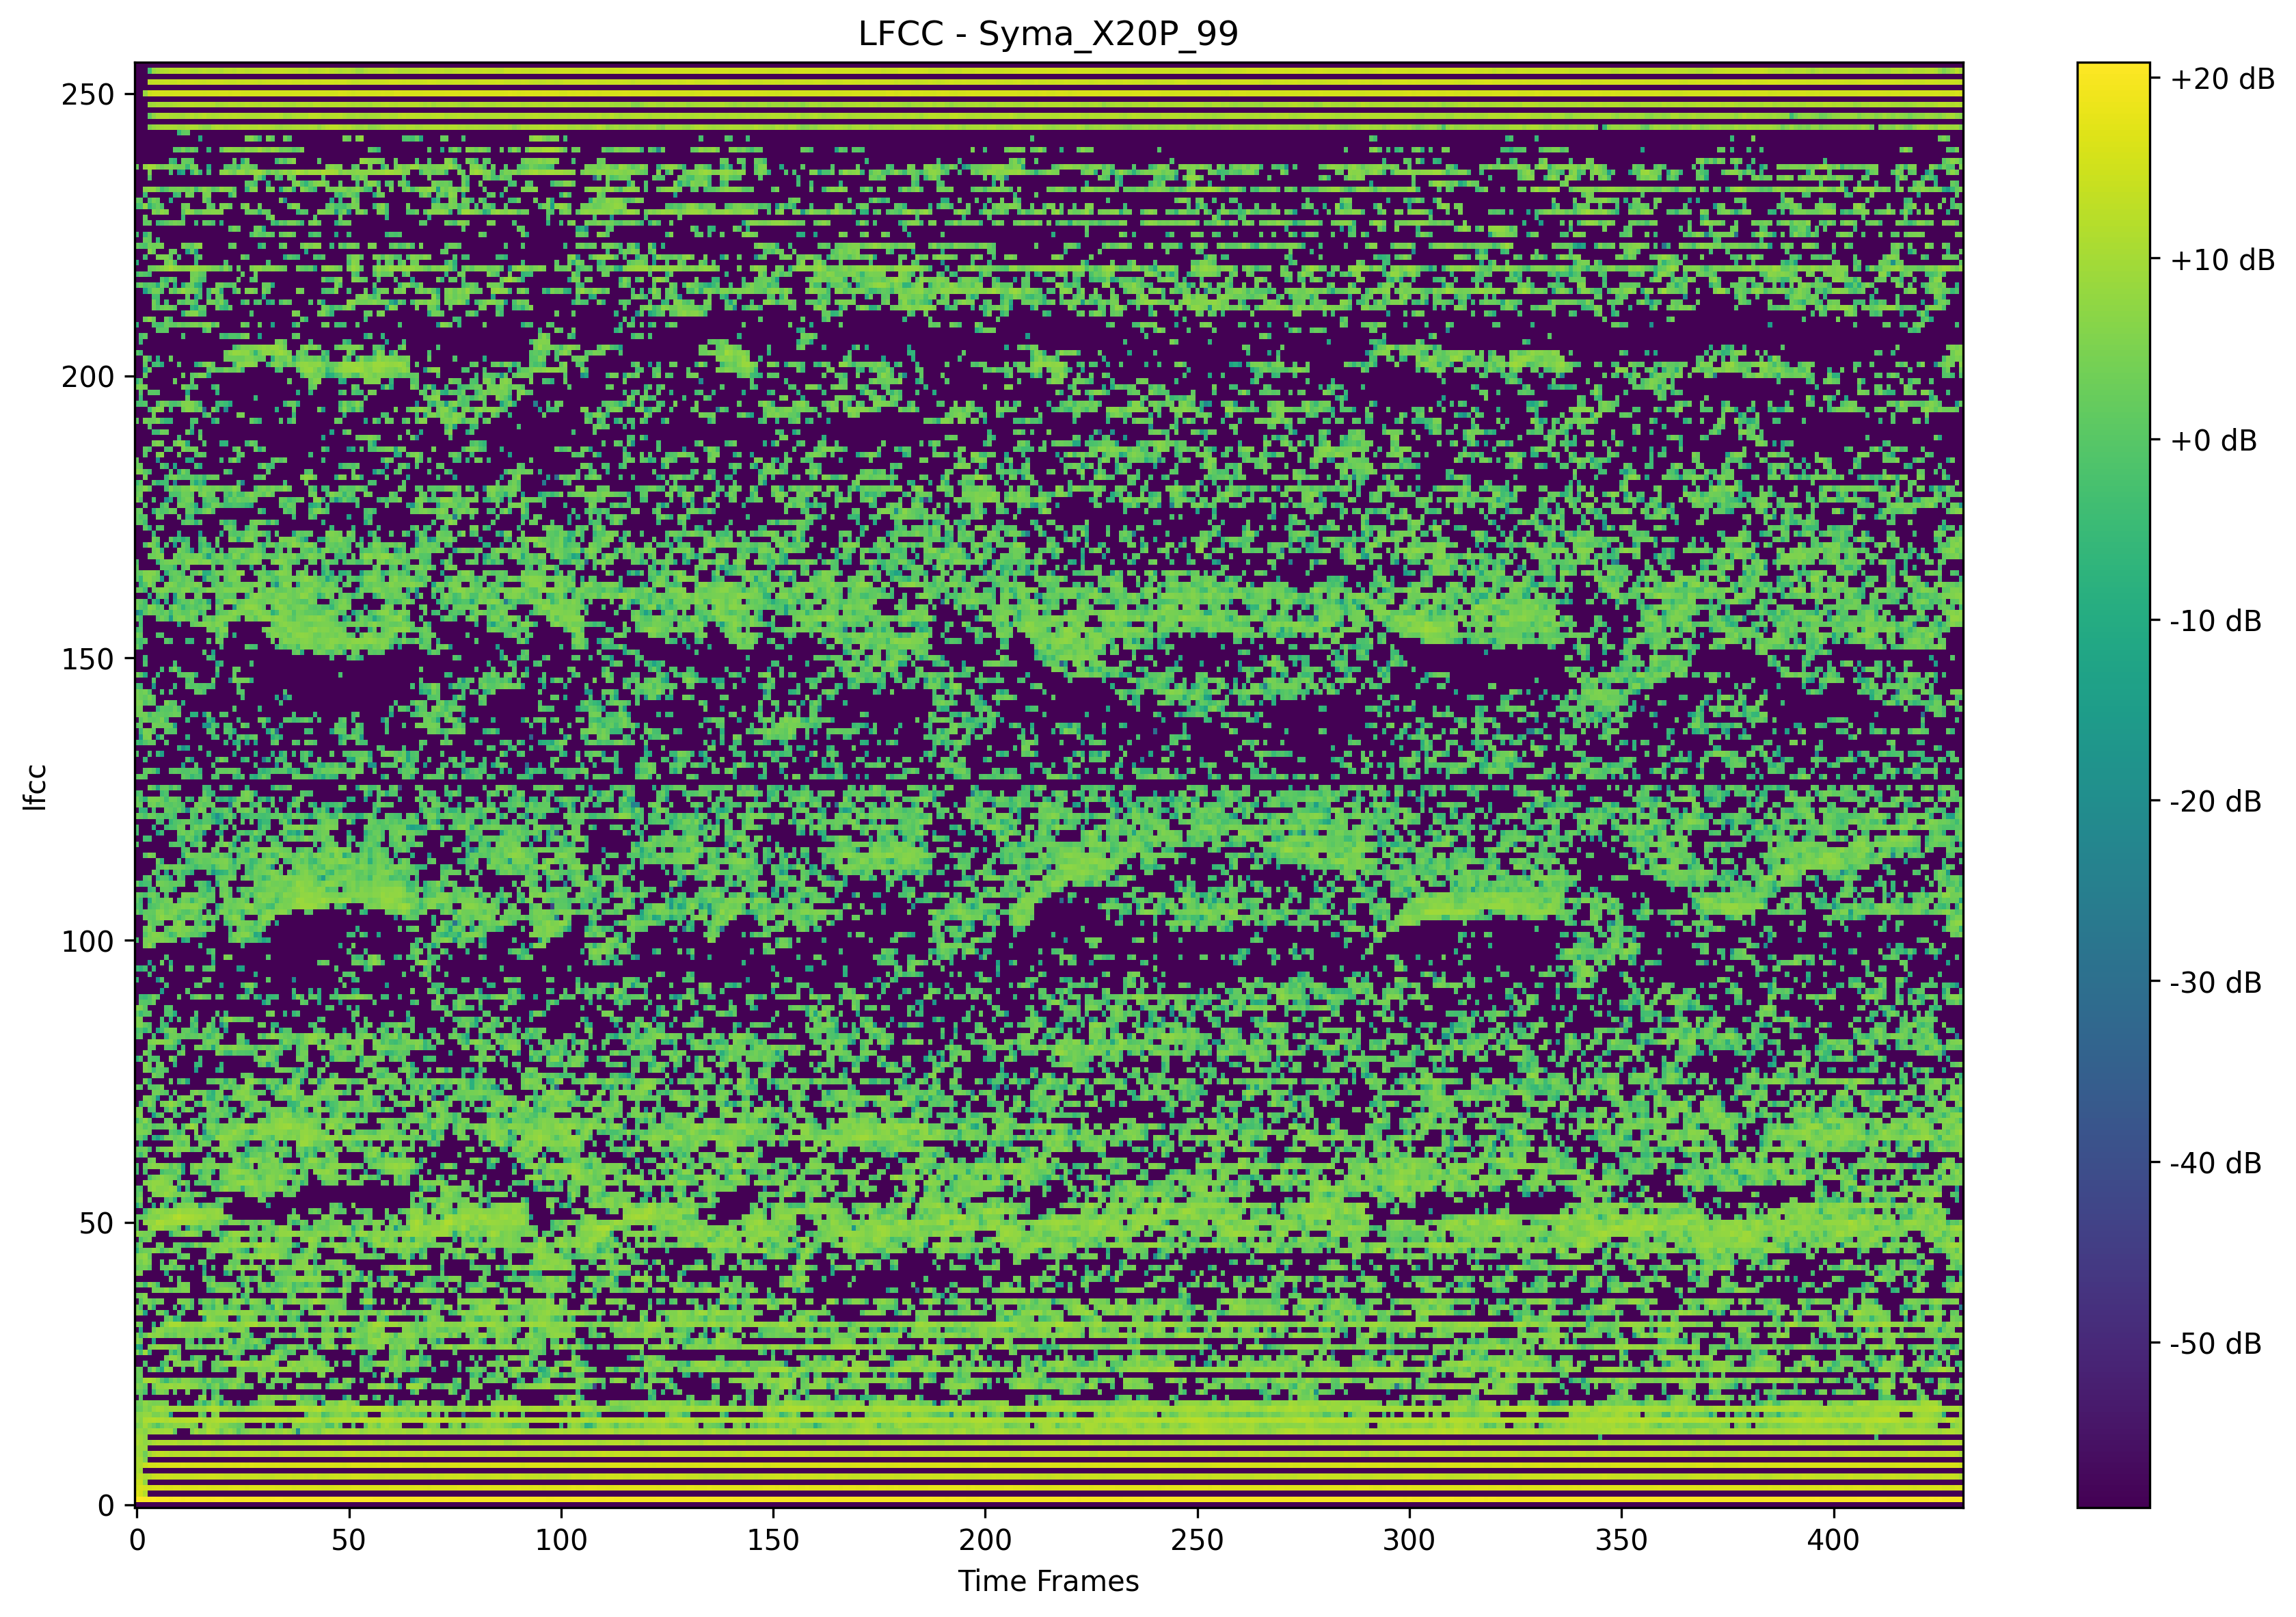 LFCC - Syma_X20P_99
250
200
150
100
50
0
lfcc
0 50 100 150 200 250 300 350 400
Time Frames
+20 dB
+10 dB
+0 dB
-10 dB
-20 dB
-30 dB
-40 dB
-50 dB